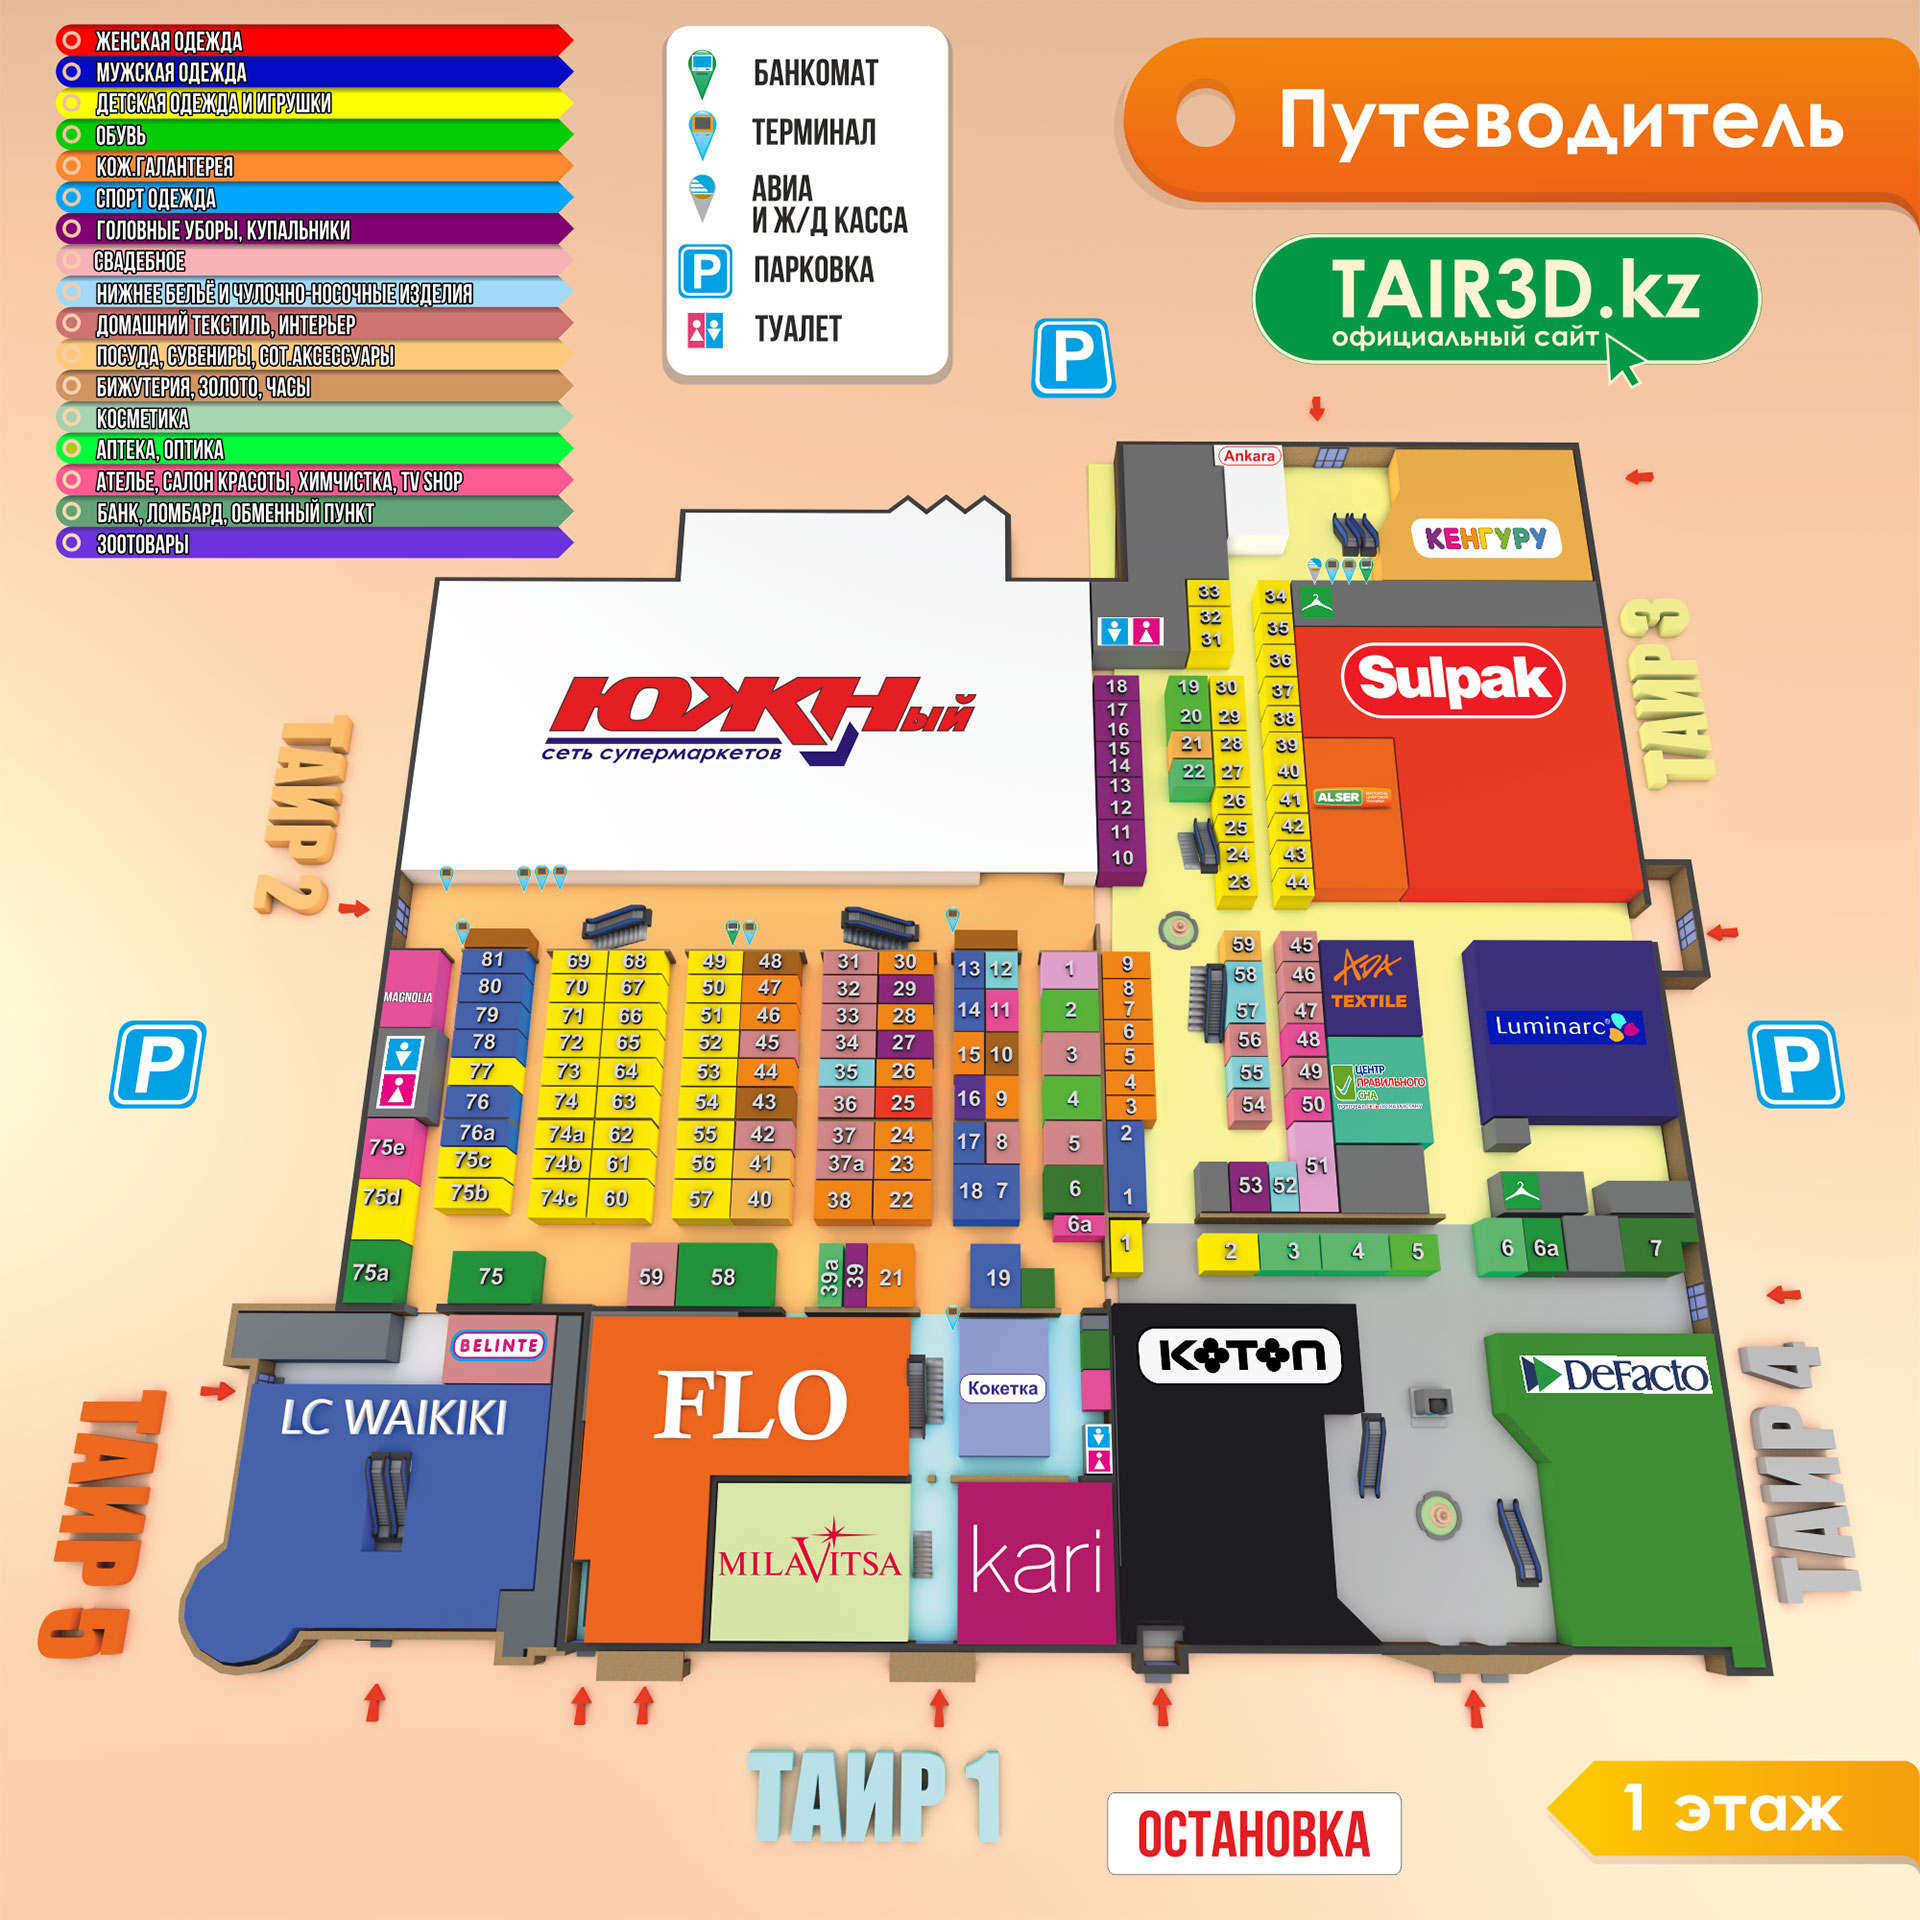 ЖЕНСКАЯ ОДЕЖДА
МУЖСКАЯ ОДЕЖДА
ДЕТСКАЯ ОДЕЖДА И ИГРУШКИ
ОБУВЬ
КОЖ.ГАЛАНТЕРЕЯ
СПОРТ ОДЕЖДА
ГОЛОВНЫЕ УБОРЫ, КУПАЛЬНИКИ
СВАДЕБНОЕ
НИЖНЕЕ БЕЛЬЁ И ЧУЛОЧНО-НОСОЧНЫЕ ИЗДЕЛИЯ
ДОМАШНИЙ ТЕКСТИЛЬ, ИНТЕРЬЕР
ПОСУДА, СУВЕНИРЫ, СОТ.АКСЕССУАРЫ
БИЖУТЕРИЯ, ЗОЛОТО, ЧАСЫ
КОСМЕТИКА
АПТЕКА, ОПТИКА
АТЕЛЬЕ, САЛОН КРАСОТЫ, ХИМЧИСТКА, TV SHOP
БАНК, ЛОМБАРД, ОБМЕННЫЙ ПУНКТ
ЗООТОВАРЫ
БАНКОМАТ
ТЕРМИНАЛ
АВИА
И Ж/Д КАССА
P ПАРКОВКА
ТУАЛЕТ
Путеводитель
TAIR3D.kz
официальный сайт
P
Ankara
КЕНГУРУ
ТАИР 3
33
32
31
34
35
36
37
38
39
40
41
42
43
44
Sulpak
ALSER
ЮЖНый
сеть супермаркетов
ТАИР 2
18
17
16
15
14
13
12
11
10
19
20
21
22
30
29
28
27
26
25
24
23
MAGNOLIA
75e
75d
75a
81
80
79
78
77
76
76a
75c
75b
69 68
70 67
71 66
72 65
73 64
74 63
74a 62
74b 61
74c 60
49 48
50 47
51 46
52 45
53 44
54 43
55 42
56 41
57 40
31 30
32 29
33 28
34 27
35 26
36 25
37 24
37a 23
38 22
13 12
14 11
15 10
16 9
17 8
18 7
1
2
3
4
5
6
6a
9
8
7
6
5
4
3
2
1
59
58
57
56
55
54
53
52
51
45
46
47
48
49
50
ADA
TEXTILE
ЦЕНТР
ПРАВИЛЬНОГО
СНА
Luminarc
P
P
75
59
58
39a
39
21
19
1
2
3
4
5
6
6a
7
BELINTE
LC WAIKIKI
FLO
Кокетка
MILAVITSA
kari
KOTON
DeFacto
ТАИР 5
ТАИР 4
ТАИР 1
ОСТАНОВКА
1 этаж